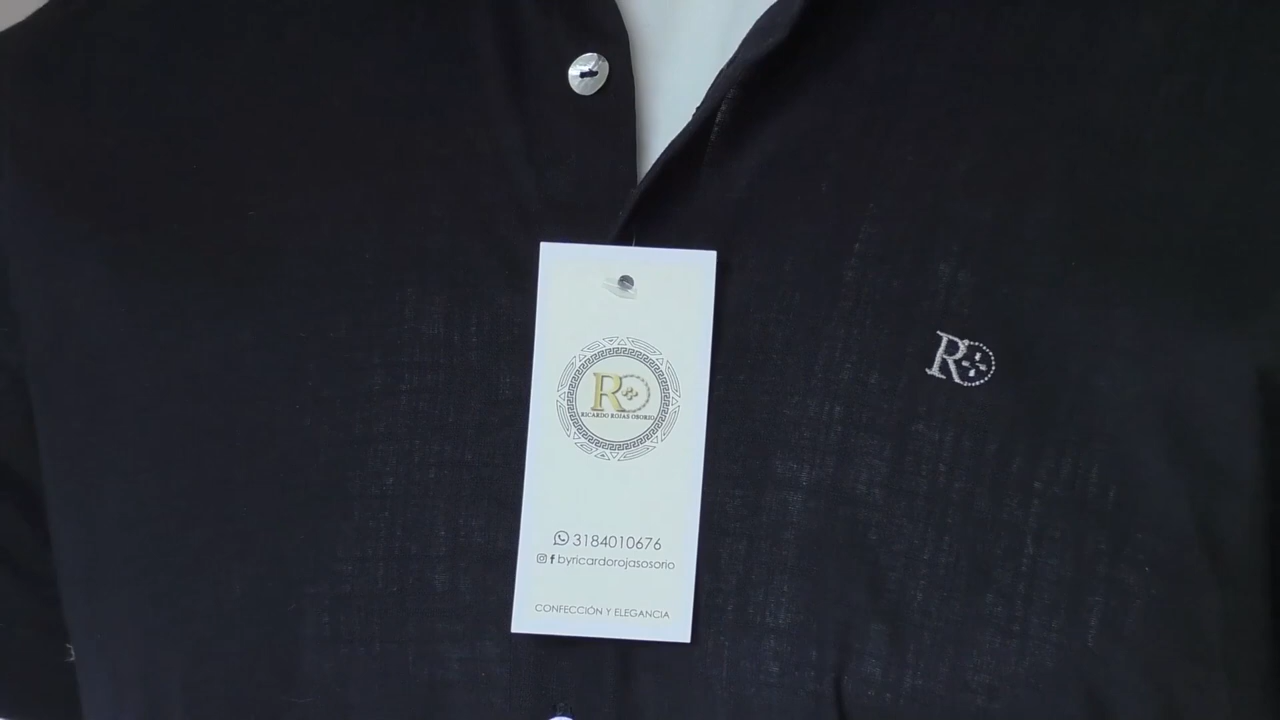 R
RICARDO ROJAS OSORIO
3184010676
byricardorojasosorio
CONFECCIÓN Y ELEGANCIA
R